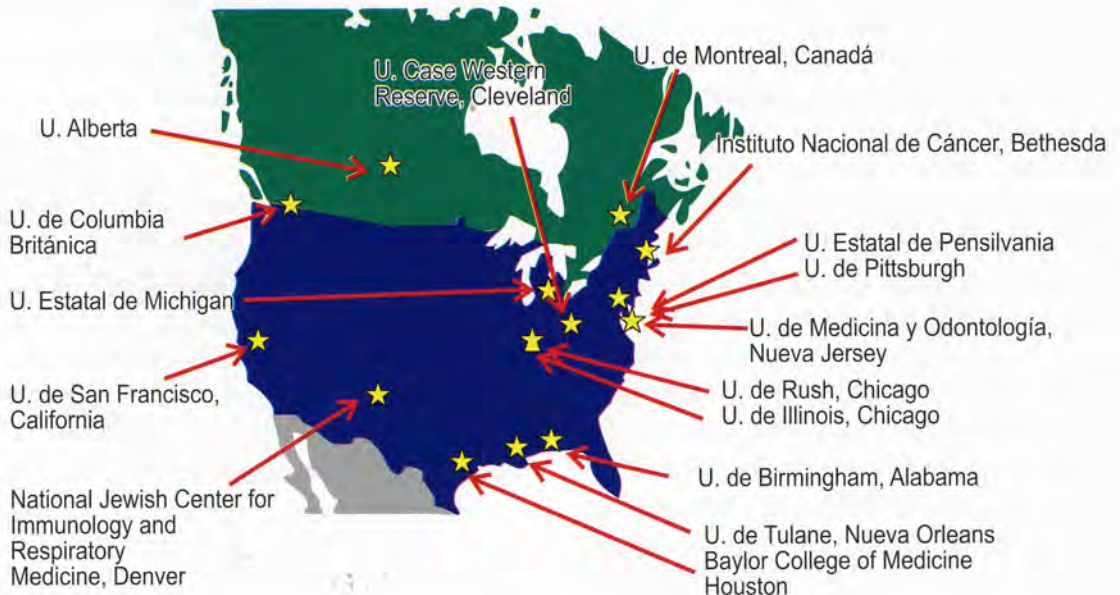 U. de Montreal, Canadá
U. Case Western
Reserve, Cleveland
U. Alberta
Instituto Nacional de Cáncer, Bethesda
U. de Columbia
Británica
U. Estatal de Pensilvania
U. de Pittsburgh
U. Estatal de Michigan
U. de Medicina y Odontología,
Nueva Jersey
U. de San Francisco,
California
U. de Rush, Chicago
U. de Illinois, Chicago
U. de Birmingham, Alabama
National Jewish Center for
Immunology and
Respiratory
Medicine, Denver
U. de Tulane, Nueva Orleans
Baylor College of Medicine
Houston